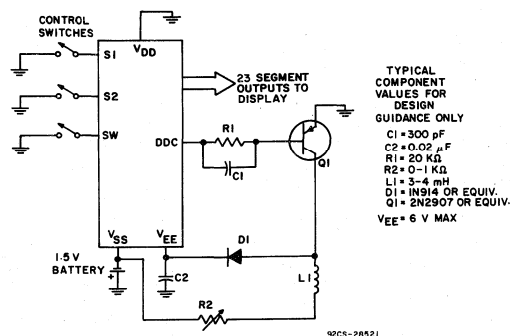 CONTROL
SWITCHES
S1
VDD
S2
SW
23 SEGMENT
OUTPUTS TO
DISPLAY
DDC
R1
C1
Q1
VSS
VEE
1.5 V
BATTERY
+
C2
D1
L1
R2
TYPICAL
COMPONENT
VALUES FOR
DESIGN
GUIDANCE ONLY
C1 = 300 pF
C2 = 0.02 μF
R1 = 20 KΩ
R2 = 0-1 KΩ
L1 = 3-4 mH
D1 = 1N914 OR EQUIV.
Q1 = 2N2907 OR EQUIV.
VEE = 6 V MAX
92CS-28521